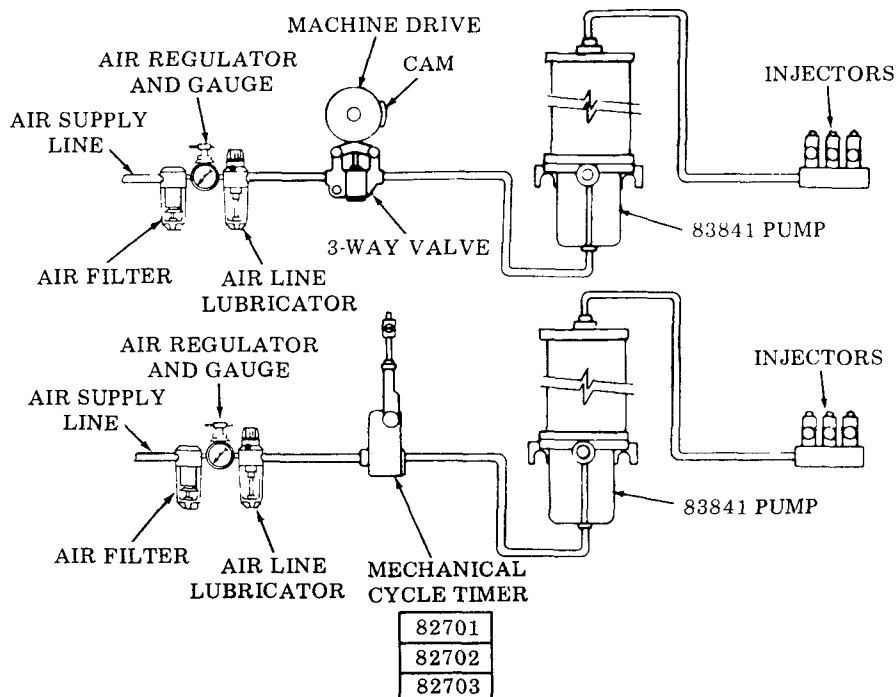 MACHINE DRIVE
AIR REGULATOR
AND GAUGE
CAM
INJECTORS
AIR SUPPLY
LINE
3-WAY VALVE
83841 PUMP
AIR FILTER
AIR LINE
LUBRICATOR
AIR REGULATOR
AND GAUGE
INJECTORS
AIR SUPPLY
LINE
83841 PUMP
AIR FILTER
AIR LINE
LUBRICATOR
MECHANICAL
CYCLE TIMER
82701
82702
82703